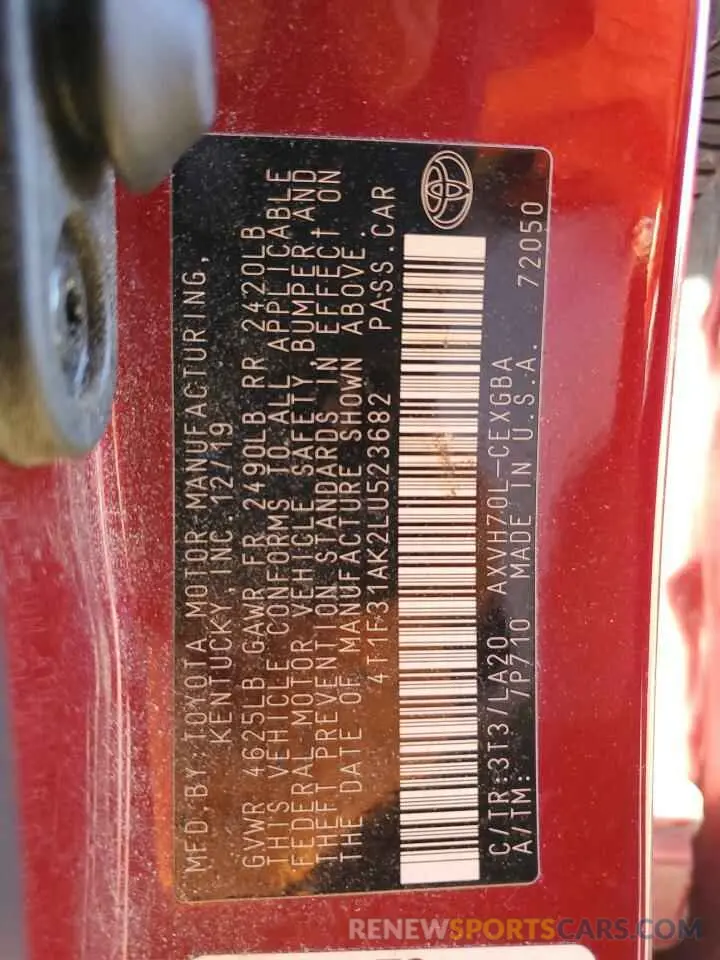 MFD.BY:TOYOTA MOTOR MANUFACTURING,
KENTUCKY,INC. 12/19
GVWR 4625LB GAWR FR 2490LB RR 2420LB
THIS VEHICLE CONFORMS TO ALL APPLICABLE
FEDERAL MOTOR VEHICLE SAFETY, BUMPER,AND
THEFT PREVENTION STANDARDS IN EFFECT ON
THE DATE OF MANUFACTURE SHOWN ABOVE.
4T1F31AK2LU523682 PASS.CAR
C/TR:3T3/LA20 AXVH70L-CEXGBA
A/TM: /P710 MADE IN U.S.A. 72050
RENEWSPORTSCARS.COM